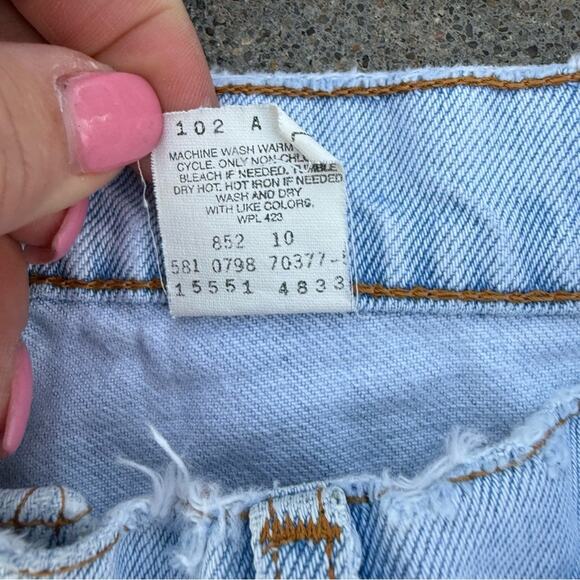 102 A
MACHINE WASH WARM
CYCLE. ONLY NON-CHL
BLEACH IF NEEDED. TUMBLE
DRY HOT. HOT IRON IF NEEDED
WASH AND DRY
WITH LIKE COLORS.
WPL 423
852 10
581 0798 70377-
15551 4833